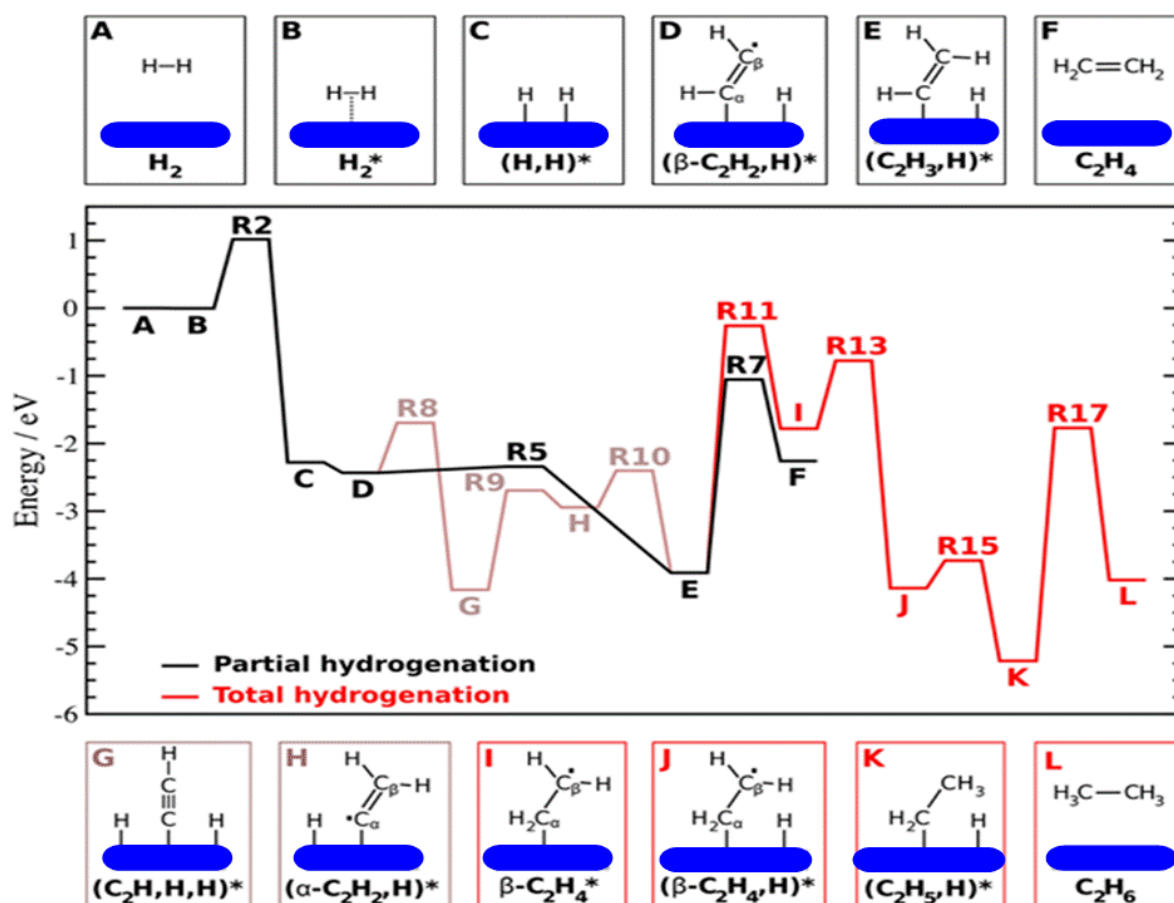 A
H–H
H2
B
H–H
H2*
C
H H
(H,H)*
D
H
Cβ
H–Cα H
(β-C2H2,H)*
E
H
C–H
H–C H
(C2H3,H)*
F
H2C=CH2
C2H4
Energy / eV
1
0
-1
-2
-3
-4
-5
-6
A
B
R2
C
D
R8
G
R5
R9
H
R10
E
R11
R7
I
F
R13
J
R15
K
R17
L
Partial hydrogenation
Total hydrogenation
G
H
C
≡
C
H H
(C2H,H,H)*
H
H
Cβ–H
H •Cα
(α-C2H2,H)*
I
H
Cβ–H
H2Cα
β-C2H4*
J
H
Cβ–H
H2Cα H
(β-C2H4,H)*
K
CH3
H2C H
(C2H5,H)*
L
H3C—CH3
C2H6